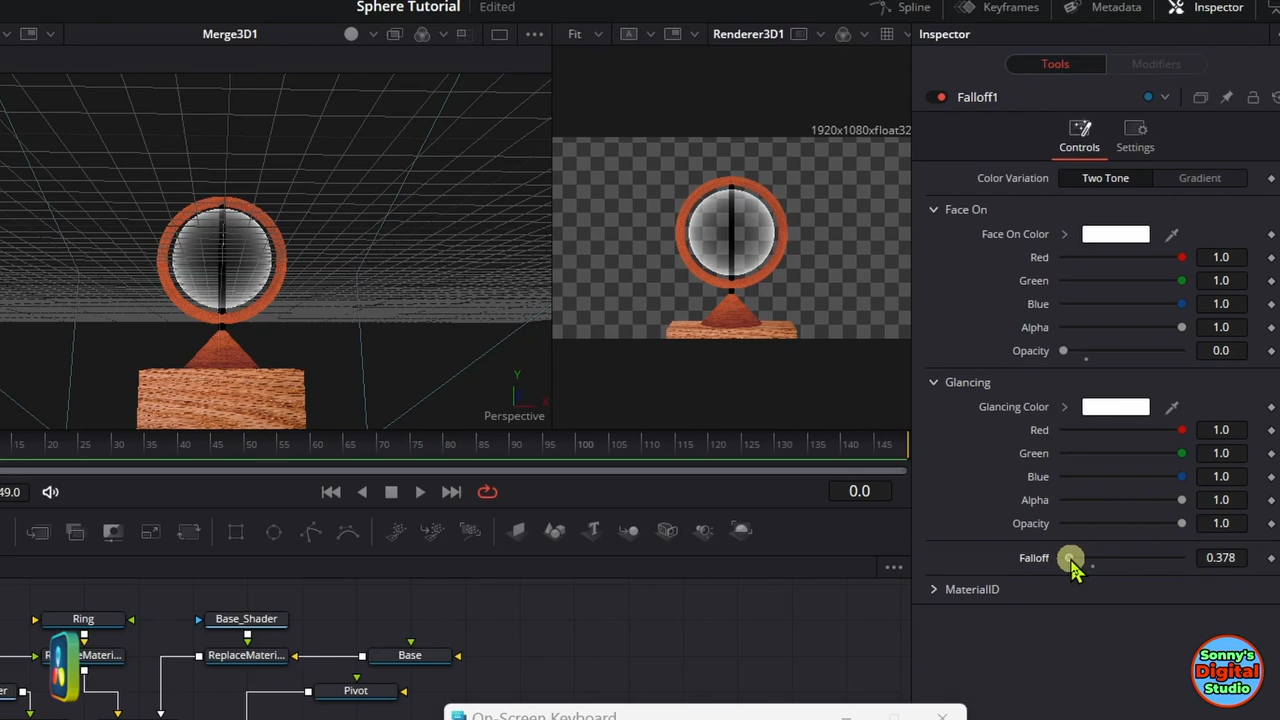 Sphere Tutorial Edited
Spline Keyframes Metadata Inspector
Merge3D1
Fit A Renderer3D1
Inspector
Tools Modifiers
Falloff1
1920x1080xfloat32
Controls Settings
Color Variation Two Tone Gradient
Face On
Face On Color
Red 1.0
Green 1.0
Blue 1.0
Alpha 1.0
Opacity 0.0
Glancing
Glancing Color
Red 1.0
Green 1.0
Blue 1.0
Alpha 1.0
Opacity 1.0
Falloff 0.378
MaterialID
Y
X
Perspective
15 20 25 30 35 40 45 50 55 60 65 70 75 80 85 90 95 100 105 110 115 120 125 130 135 140 145
49.0 0.0
T
Ring Base_Shader
ReplaceMateri... Base
Pivot
On-Screen Keyboard
Sonny's
Digital
Studio